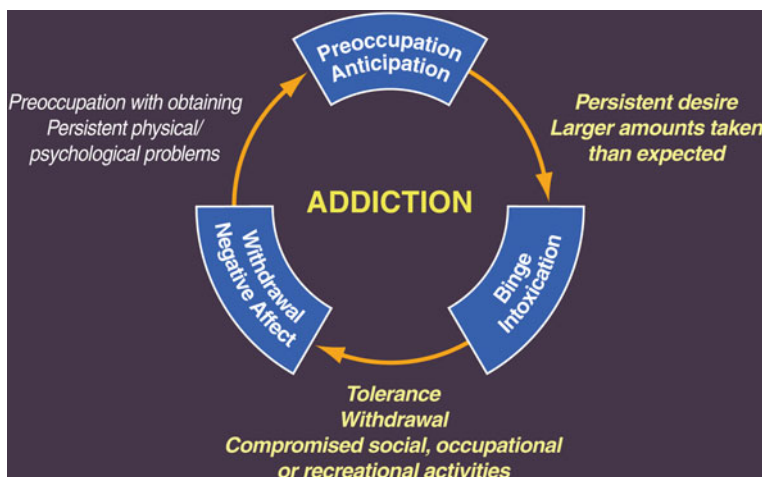 Preoccupation
Anticipation
Preoccupation with obtaining
Persistent physical/
psychological problems
Persistent desire
Larger amounts taken
than expected
ADDICTION
Withdrawal
Negative Affect
Binge
Intoxication
Tolerance
Withdrawal
Compromised social, occupational
or recreational activities